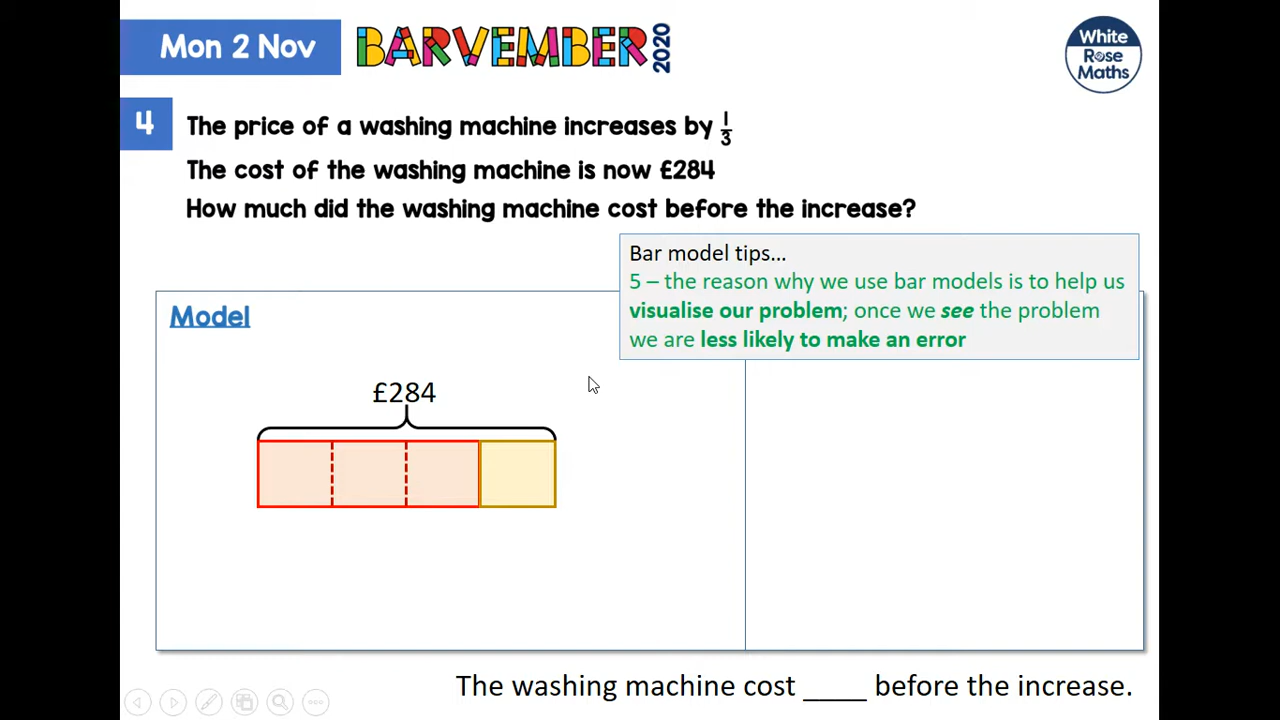 Mon 2 Nov
BARVEMBER 2020
White Rose Maths
4
The price of a washing machine increases by 1/3
The cost of the washing machine is now £284
How much did the washing machine cost before the increase?
Bar model tips...
5 – the reason why we use bar models is to help us
visualise our problem; once we see the problem
we are less likely to make an error
Model
£284
The washing machine cost ____ before the increase.